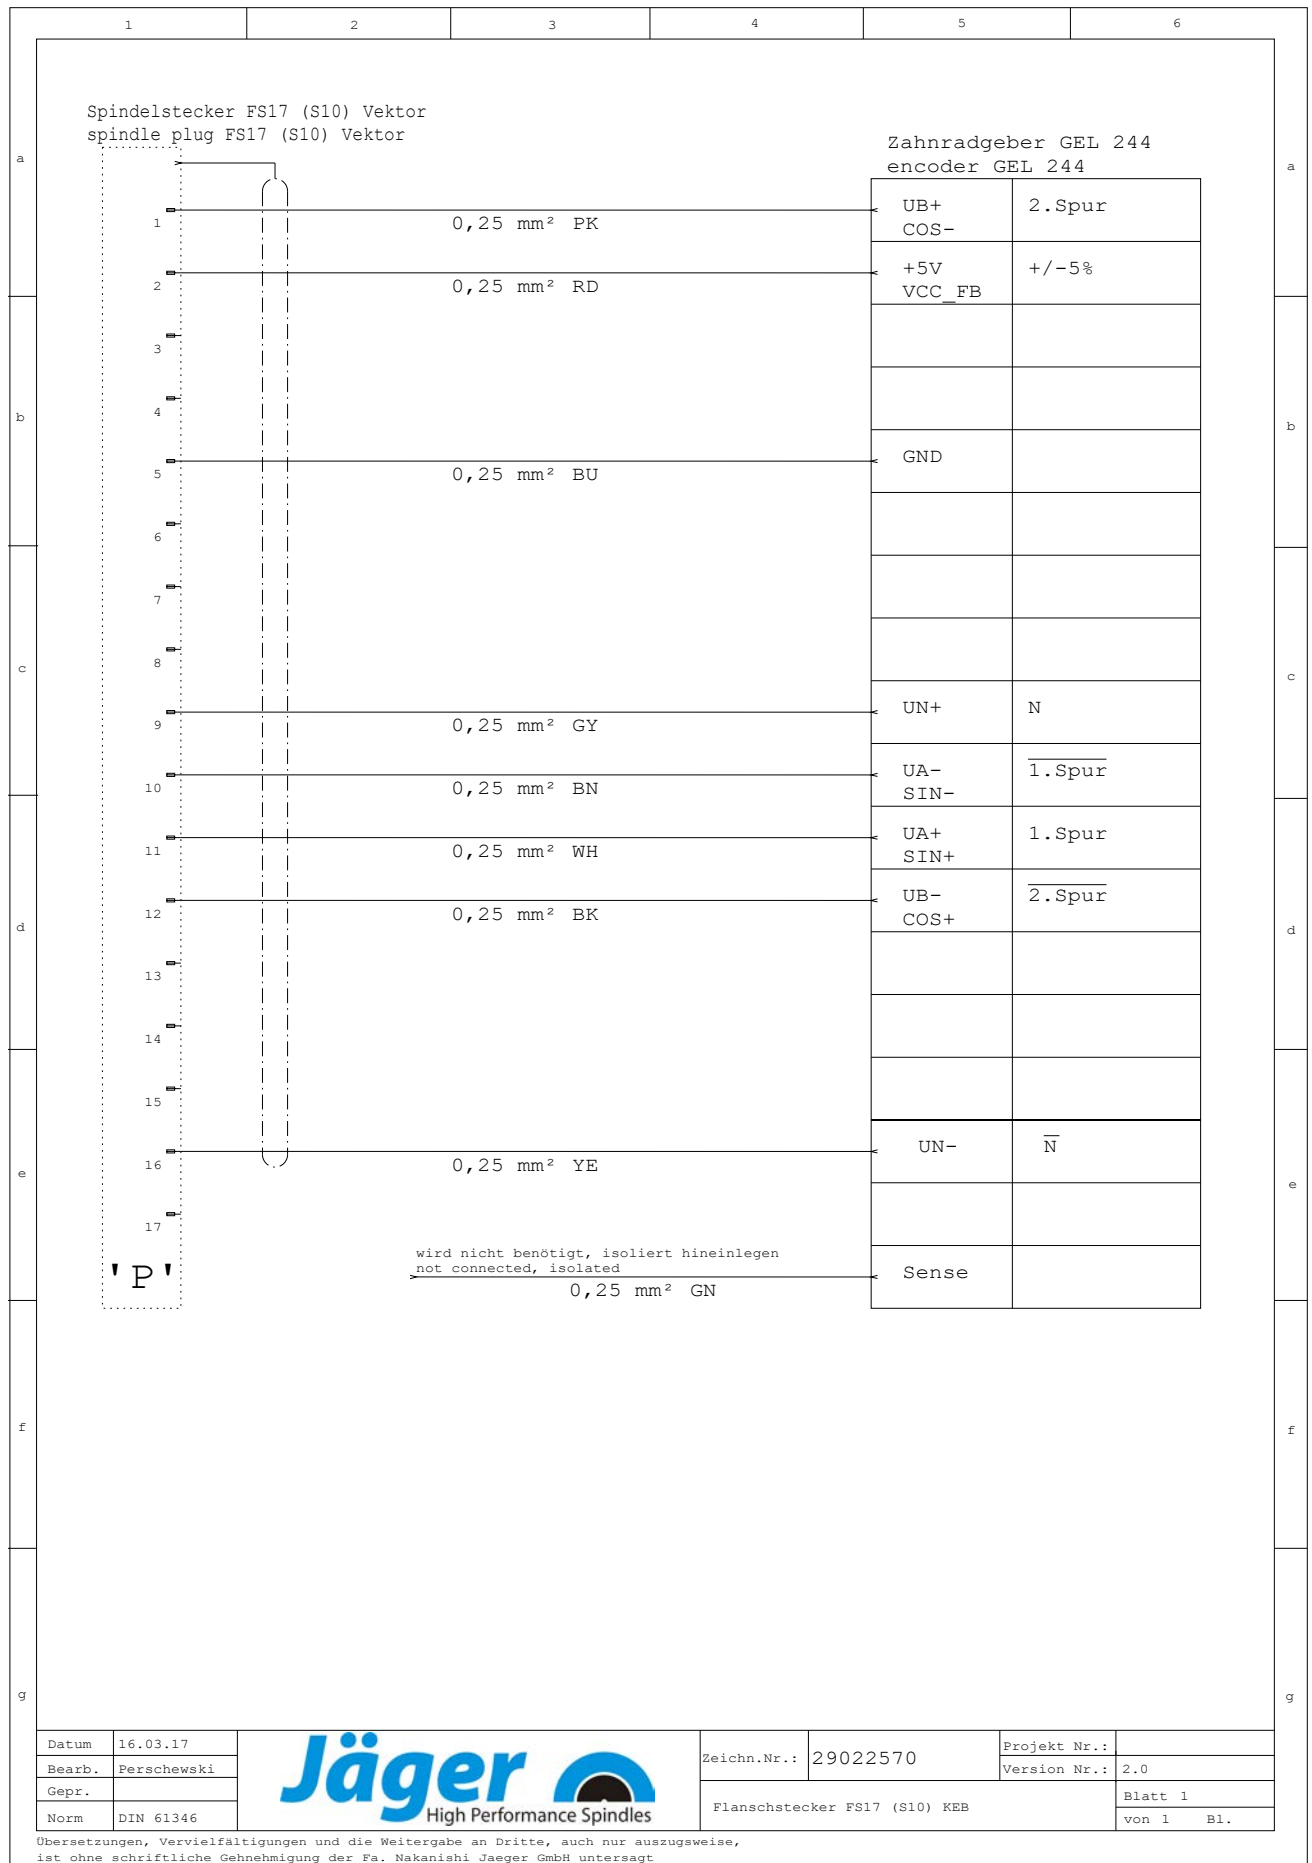 1 2 3 4 5 6
Spindelstecker FS17 (S10) Vektor
spindle plug FS17 (S10) Vektor
Zahnradgeber GEL 244
encoder GEL 244
a a
1 0,25 mm² PK UB+ 2.Spur
COS-
2 0,25 mm² RD +5V +/-5%
VCC_FB
3
4
b b
5 0,25 mm² BU GND
6
7
8
c c
9 0,25 mm² GY UN+ N
10 0,25 mm² BN UA- 1.Spur
SIN-
11 0,25 mm² WH UA+ 1.Spur
SIN+
12 0,25 mm² BK UB- 2.Spur
COS+
d d
13
14
15
16 0,25 mm² YE UN- N
e e
17
wird nicht benötigt, isoliert hineinlegen
not connected, isolated
'P' 0,25 mm² GN Sense
f f
g g
Datum 16.03.17
Bearb. Perschewski
Gepr.
Norm DIN 61346
Jäger
High Performance Spindles
Zeichn.Nr.: 29022570
Projekt Nr.:
Version Nr.: 2.0
Flanschstecker FS17 (S10) KEB
Blatt 1
von 1 Bl.
Übersetzungen, Vervielfältigungen und die Weitergabe an Dritte, auch nur auszugsweise,
ist ohne schriftliche Gehnehmigung der Fa. Nakanishi Jaeger GmbH untersagt